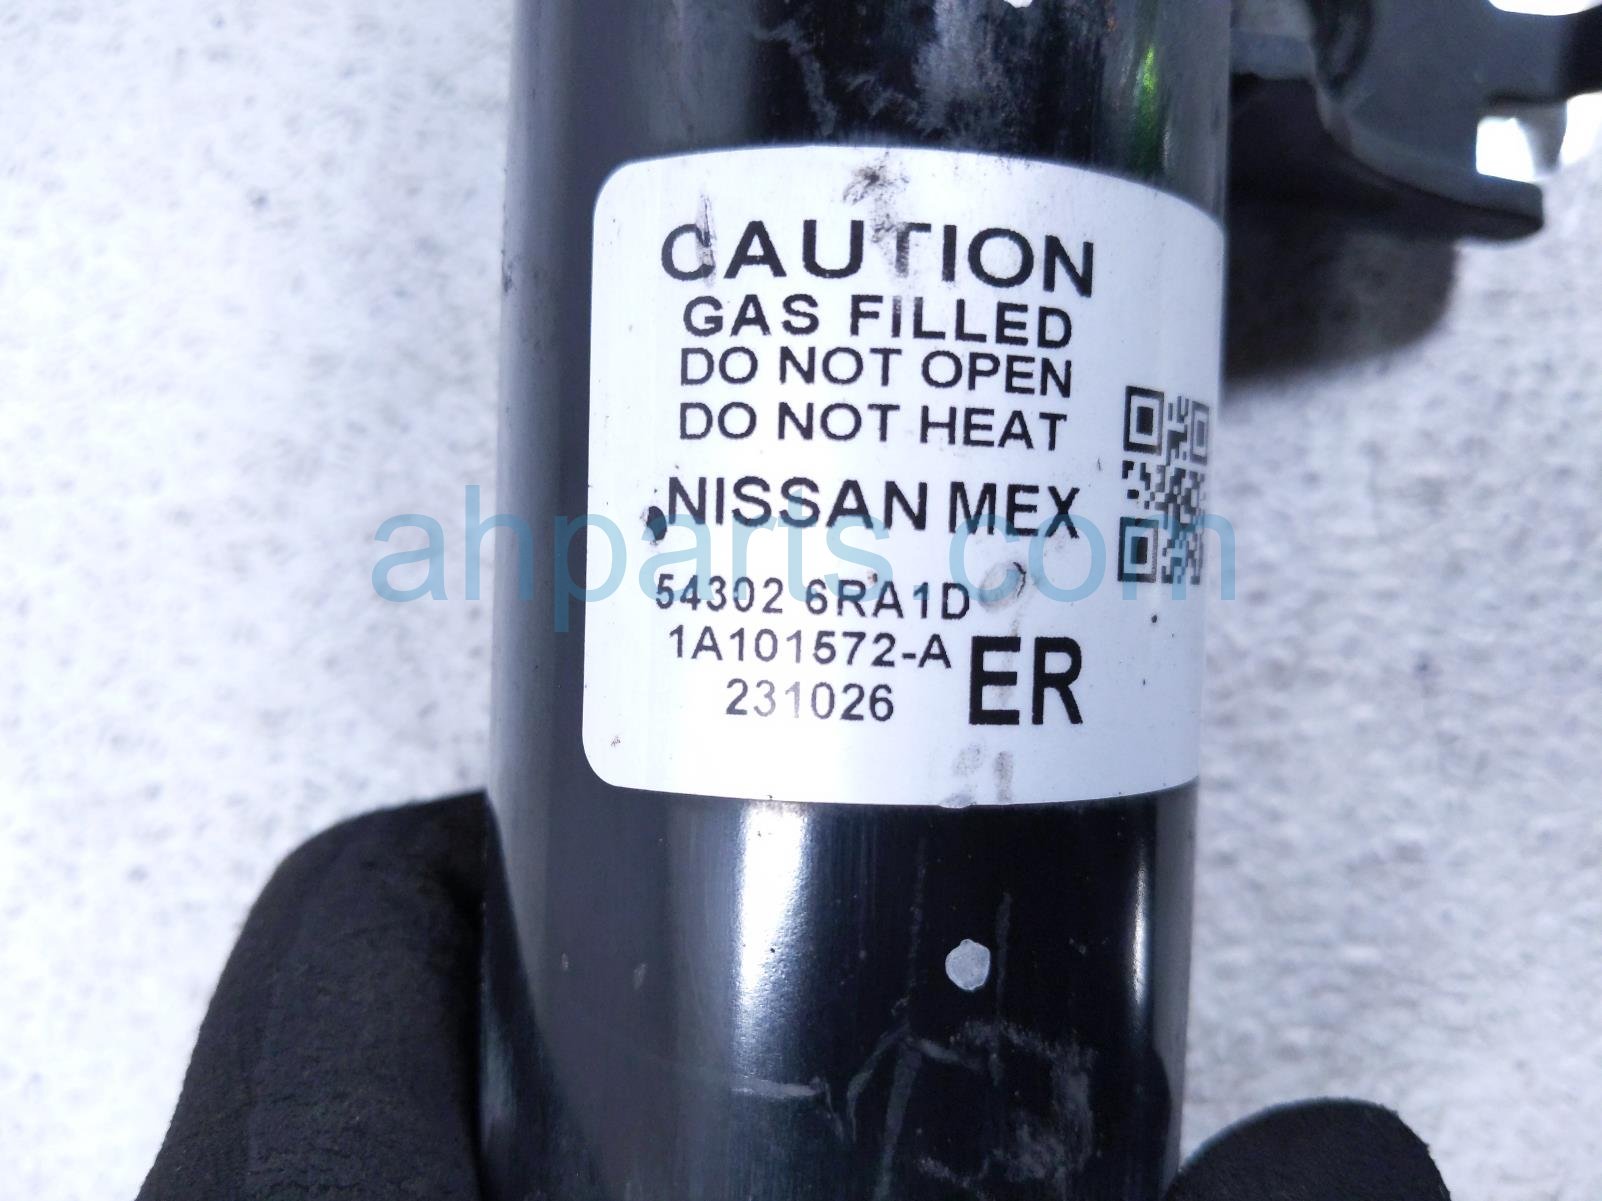 CAUTION
GAS FILLED
DO NOT OPEN
DO NOT HEAT
NISSAN MEX
ahparts.com
54302 6RA1D
1A101572-A
ER
231026